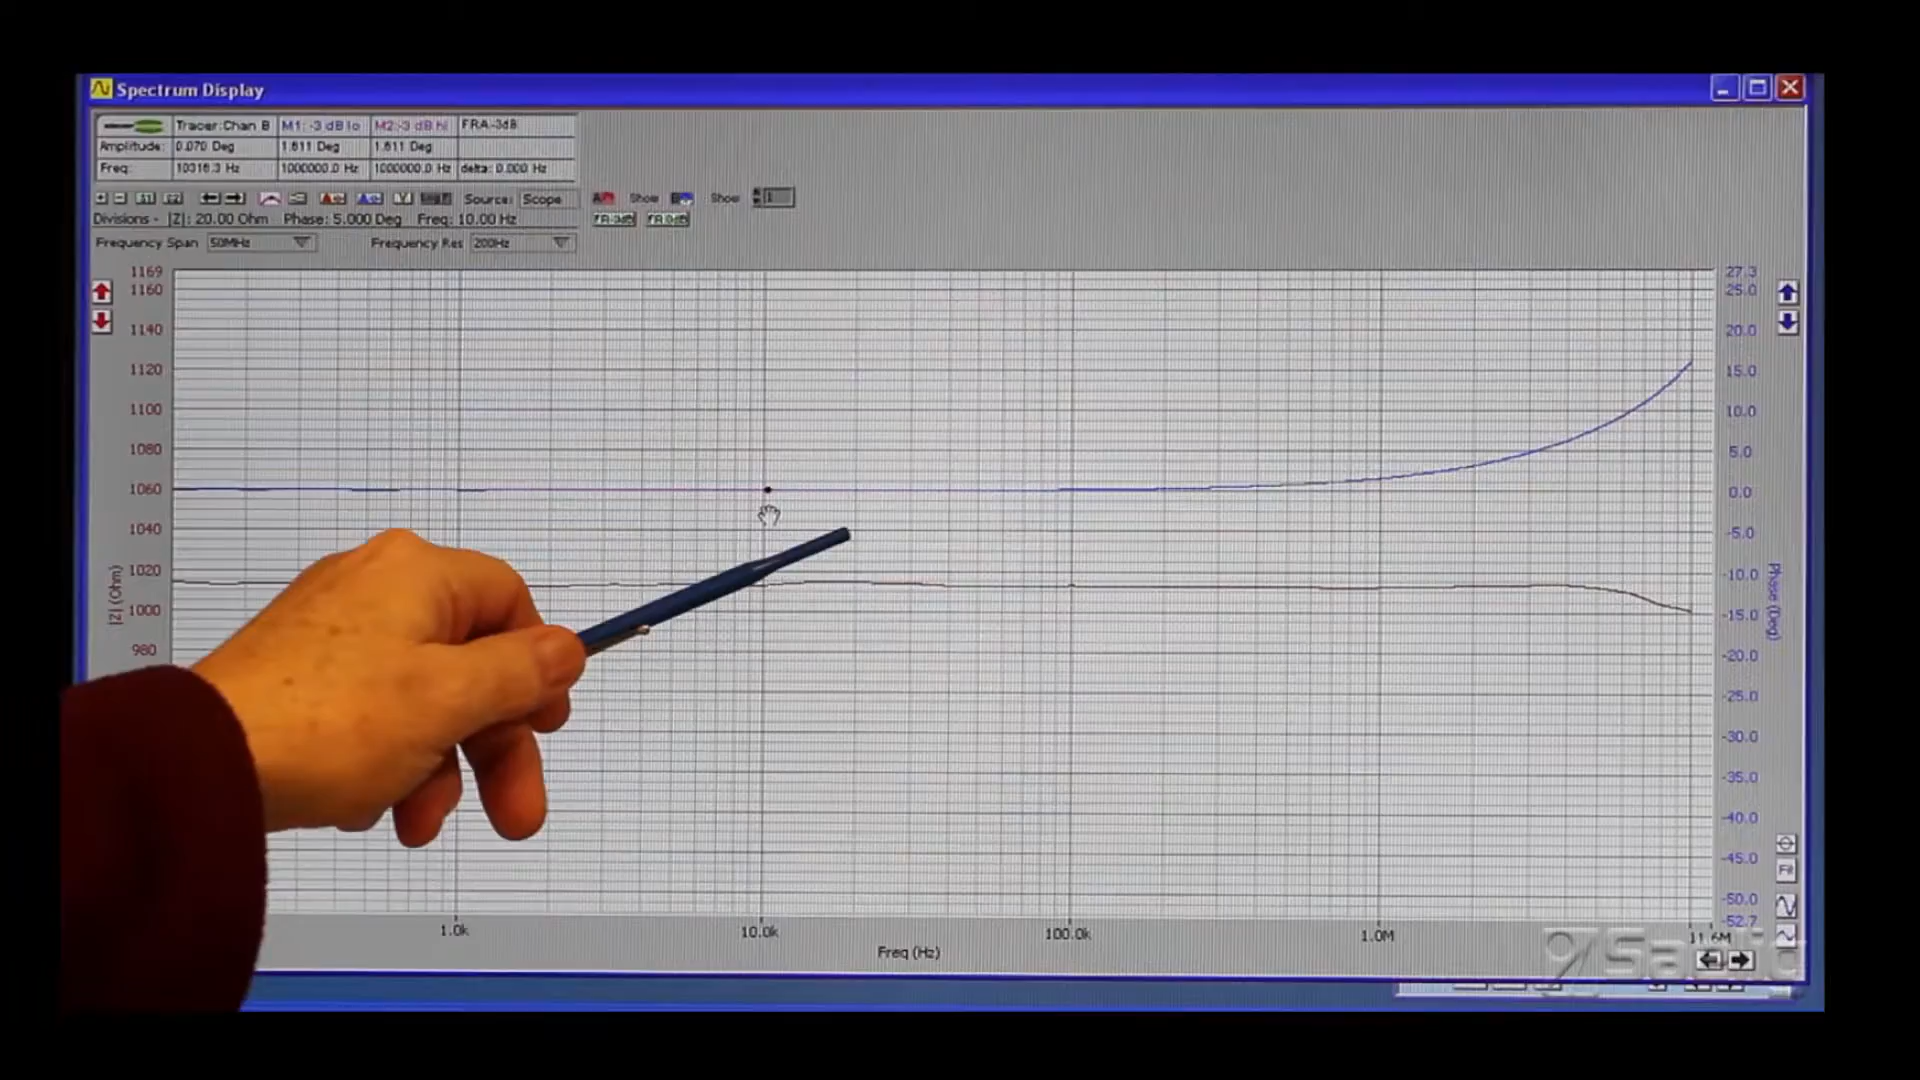 Spectrum Display
Tracer:Chan B M1: -3 dB lo M2:-3 dB hi FRA-3dB
Amplitude: 0.070 Deg 1.611 Deg 1.611 Deg
Freq: 10316.3 Hz 1000000.0 Hz 1000000.0 Hz delta: 0.000 Hz
Source: Scope Show Show
Divisions - |Z|: 20.00 Ohm Phase: 5.000 Deg Freq: 10.00 Hz
Frequency Span 50MHz Frequency Res 200Hz
1169
1160
1140
1120
1100
1080
1060
1040
1020
1000
980
|Z| (Ohm)
27.3
25.0
20.0
15.0
10.0
5.0
0.0
-5.0
-10.0
-15.0
-20.0
-25.0
-30.0
-35.0
-40.0
-45.0
-50.0
-52.7
Phase (Deg)
Fit
1.0k 10.0k 100.0k 1.0M 11.6M
Freq (Hz)